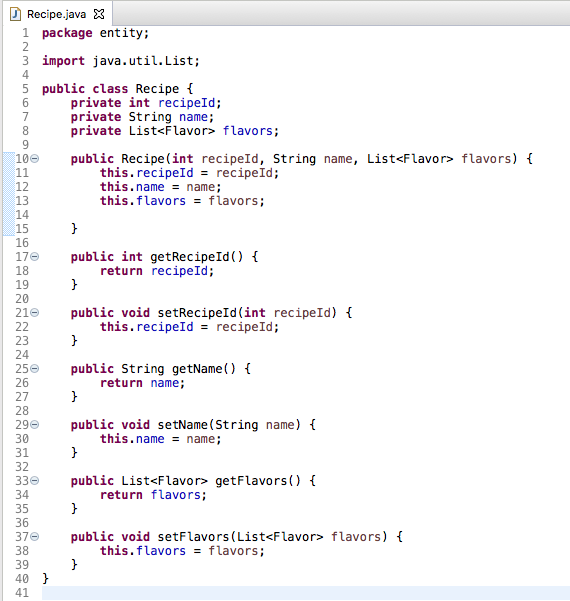 Recipe.java
1 package entity;
2
3 import java.util.List;
4
5 public class Recipe {
6     private int recipeId;
7     private String name;
8     private List<Flavor> flavors;
9
10     public Recipe(int recipeId, String name, List<Flavor> flavors) {
11         this.recipeId = recipeId;
12         this.name = name;
13         this.flavors = flavors;
14
15     }
16
17     public int getRecipeId() {
18         return recipeId;
19     }
20
21     public void setRecipeId(int recipeId) {
22         this.recipeId = recipeId;
23     }
24
25     public String getName() {
26         return name;
27     }
28
29     public void setName(String name) {
30         this.name = name;
31     }
32
33     public List<Flavor> getFlavors() {
34         return flavors;
35     }
36
37     public void setFlavors(List<Flavor> flavors) {
38         this.flavors = flavors;
39     }
40 }
41